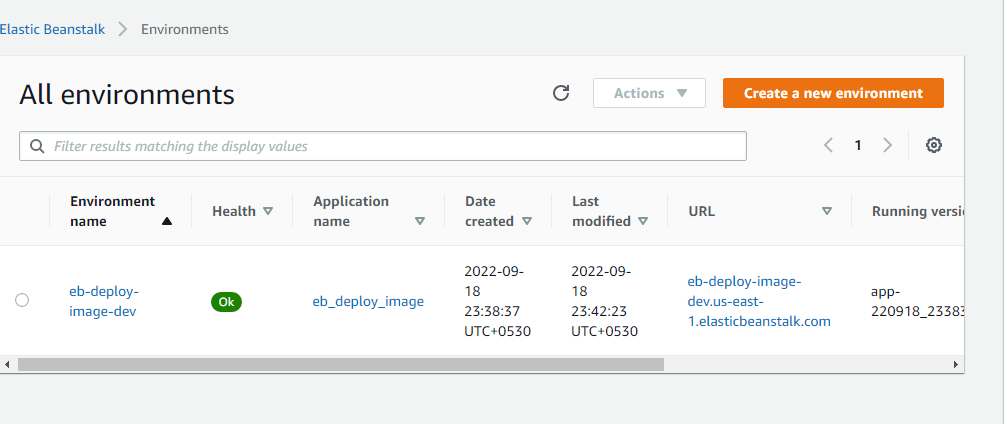 Elastic Beanstalk > Environments
All environments
Actions
Create a new environment
Filter results matching the display values
1
Environment name
Health
Application name
Date created
Last modified
URL
Running versi
eb-deploy-
image-dev
Ok
eb_deploy_image
2022-09-
18
23:38:37
UTC+0530
2022-09-
18
23:42:23
UTC+0530
eb-deploy-image-
dev.us-east-
1.elasticbeanstalk.com
app-
220918_2338